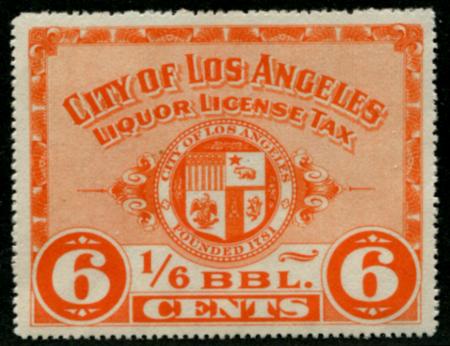 CITY OF LOS ANGELES
LIQUOR LICENSE TAX
CITY OF LOS ANGELES
FOUNDED 1781
1/6 BBL.
6 CENTS 6